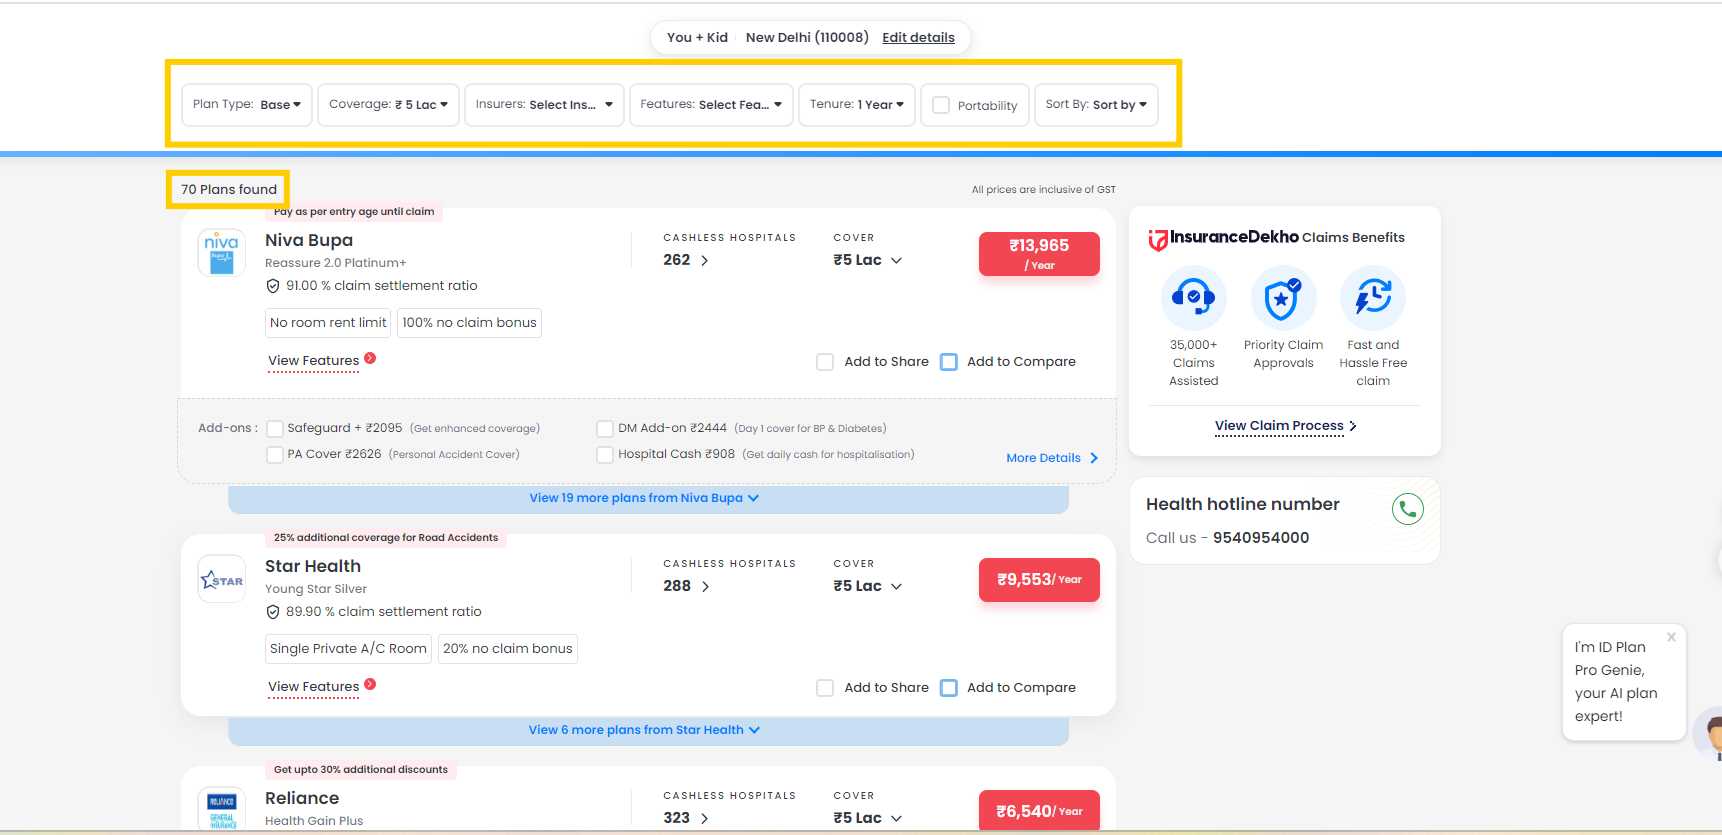 You + Kid New Delhi (110008) Edit details
Plan Type: Base Coverage: ₹ 5 Lac Insurers: Select Ins... Features: Select Fea... Tenure: 1 Year Portability Sort By: Sort by
70 Plans found
All prices are inclusive of GST
Pay as per entry age until claim
niva
Bupa
Niva Bupa
Reassure 2.0 Platinum+
91.00 % claim settlement ratio
No room rent limit 100% no claim bonus
View Features
CASHLESS HOSPITALS
262
COVER
₹5 Lac
₹13,965
/ Year
Add to Share Add to Compare
Add-ons : Safeguard + ₹2095 (Get enhanced coverage) DM Add-on ₹2444 (Day 1 cover for BP & Diabetes)
PA Cover ₹2626 (Personal Accident Cover) Hospital Cash ₹908 (Get daily cash for hospitalisation)
More Details
View 19 more plans from Niva Bupa
25% additional coverage for Road Accidents
STAR
Star Health
Young Star Silver
89.90 % claim settlement ratio
Single Private A/C Room 20% no claim bonus
View Features
CASHLESS HOSPITALS
288
COVER
₹5 Lac
₹9,553/ Year
Add to Share Add to Compare
View 6 more plans from Star Health
Get upto 30% additional discounts
RELIANCE
GENERAL
INSURANCE
Reliance
Health Gain Plus
CASHLESS HOSPITALS
323
COVER
₹5 Lac
₹6,540/ Year
InsuranceDekho Claims Benefits
35,000+
Claims
Assisted
Priority Claim
Approvals
Fast and
Hassle Free
claim
View Claim Process
Health hotline number
Call us - 9540954000
I'm ID Plan
Pro Genie,
your AI plan
expert!